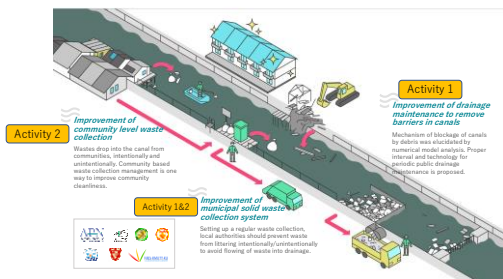 Activity 1
Improvement of drainage
maintenance to remove
barriers in canals
Mechanism of blockage of canals
by debris was elucidated by
numerical model analysis. Proper
interval and technology for
periodic public drainage
maintenance is proposed.
Activity 2
Improvement of
community level waste
collection
Wastes drop into the canal from
communities, intentionally and
unintentionally. Community based
waste collection management is one
way to improve community
cleanliness.
Activity 1&2
Improvement of
municipal solid waste
collection system
Setting up a regular waste collection,
local authorities should prevent waste
from littering intentionally/unintentionally
to avoid flowing of waste into drainage.
APN